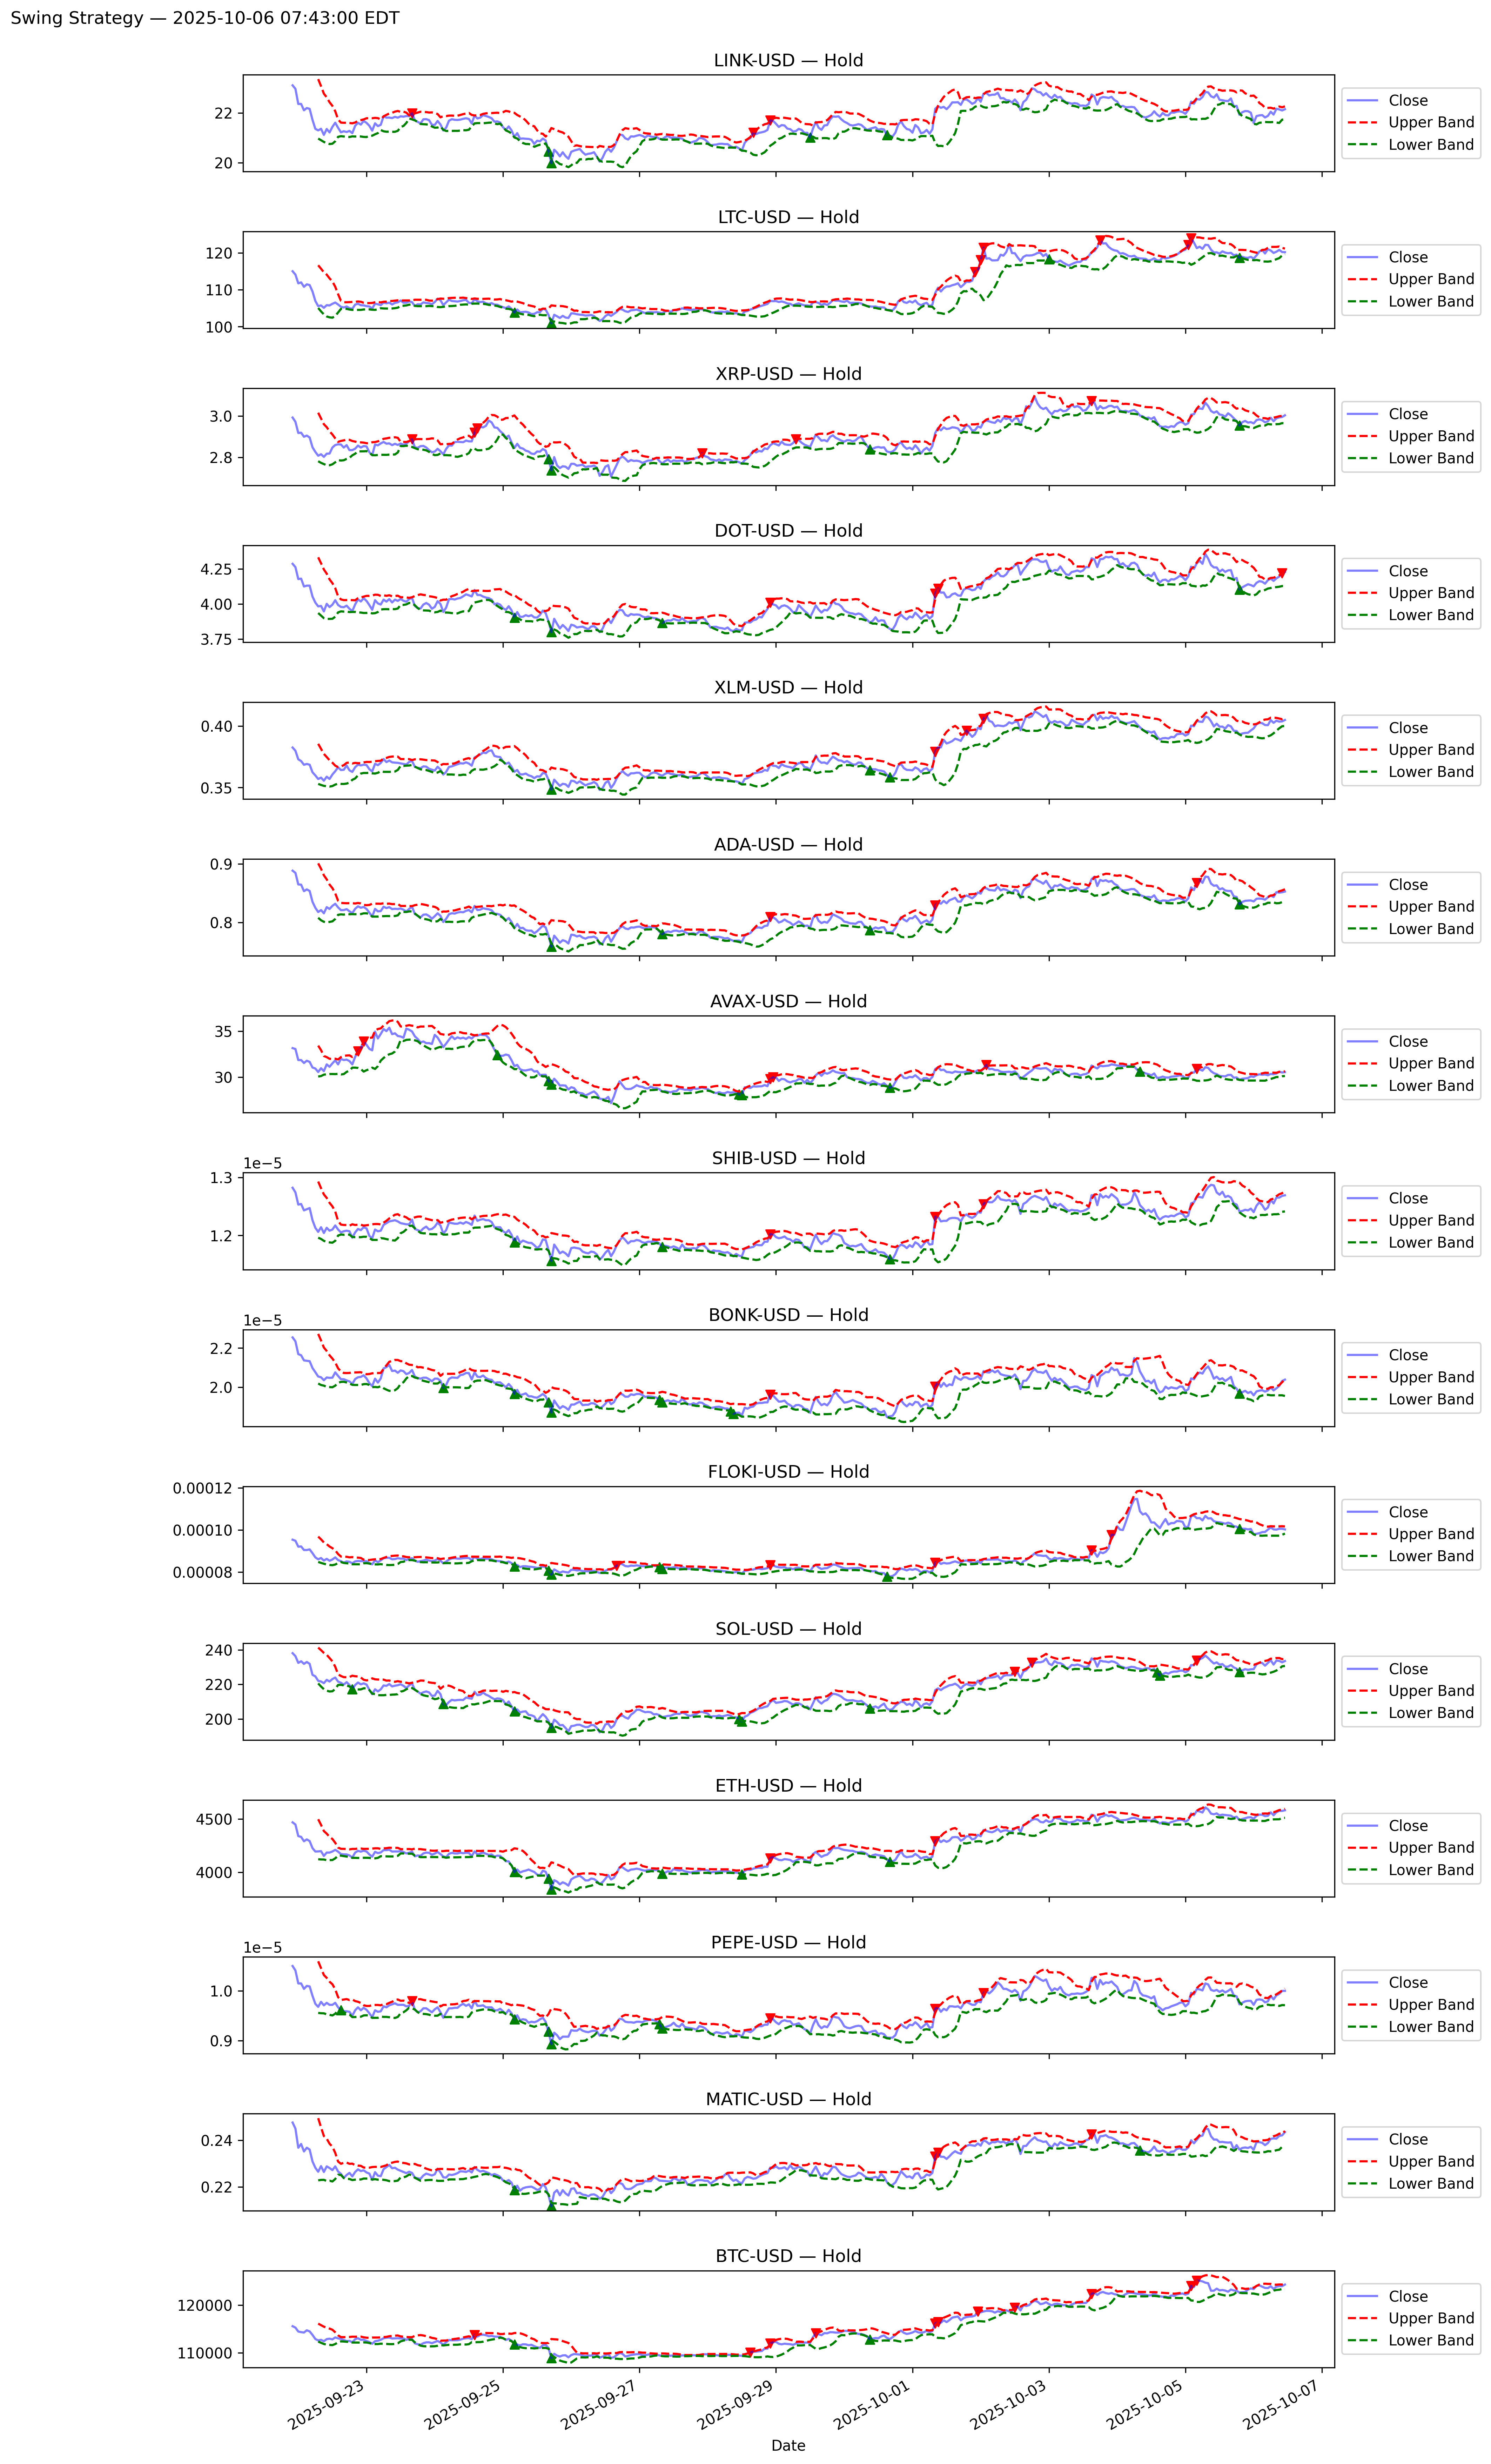 Swing Strategy — 2025-10-06 07:43:00 EDT
LINK-USD — Hold
22
20
Close
Upper Band
Lower Band
LTC-USD — Hold
120
110
100
Close
Upper Band
Lower Band
XRP-USD — Hold
3.0
2.8
Close
Upper Band
Lower Band
DOT-USD — Hold
4.25
4.00
3.75
Close
Upper Band
Lower Band
XLM-USD — Hold
0.40
0.35
Close
Upper Band
Lower Band
ADA-USD — Hold
0.9
0.8
Close
Upper Band
Lower Band
AVAX-USD — Hold
35
30
Close
Upper Band
Lower Band
SHIB-USD — Hold
1e−5
1.3
1.2
Close
Upper Band
Lower Band
BONK-USD — Hold
1e−5
2.2
2.0
Close
Upper Band
Lower Band
FLOKI-USD — Hold
0.00012
0.00010
0.00008
Close
Upper Band
Lower Band
SOL-USD — Hold
240
220
200
Close
Upper Band
Lower Band
ETH-USD — Hold
4500
4000
Close
Upper Band
Lower Band
PEPE-USD — Hold
1e−5
1.0
0.9
Close
Upper Band
Lower Band
MATIC-USD — Hold
0.24
0.22
Close
Upper Band
Lower Band
BTC-USD — Hold
120000
110000
Close
Upper Band
Lower Band
2025-09-23
2025-09-25
2025-09-27
2025-09-29
2025-10-01
2025-10-03
2025-10-05
2025-10-07
Date